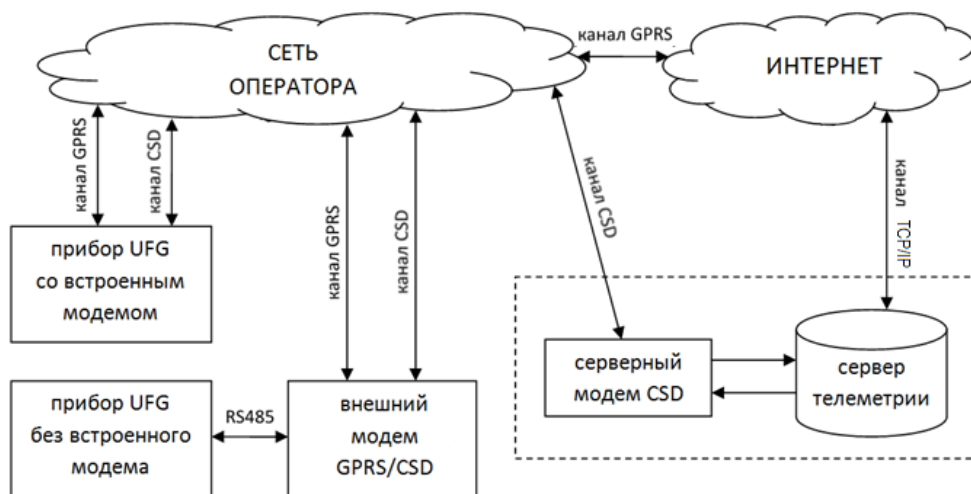 канал GPRS
СЕТЬ
ОПЕРАТОРА
ИНТЕРНЕТ
канал GPRS
канал CSD
канал GPRS
канал CSD
канал CSD
канал TCP/IP
прибор UFG
со встроенным
модемом
серверный
модем CSD
сервер
телеметрии
прибор UFG
без встроенного
модема
RS485
внешний
модем
GPRS/CSD